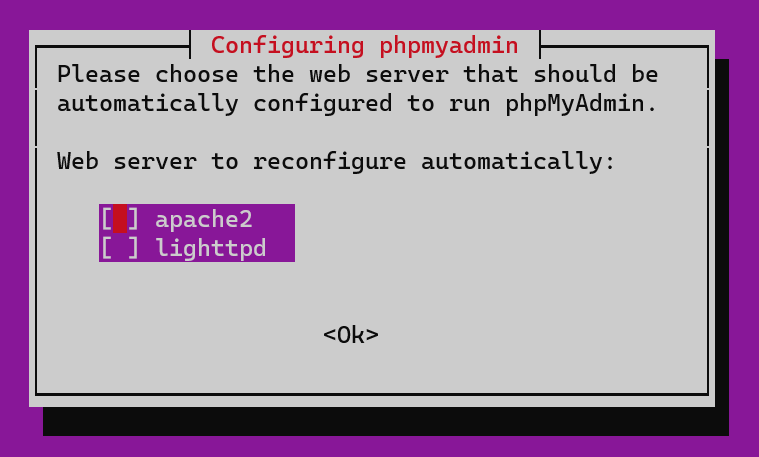 Configuring phpmyadmin
Please choose the web server that should be
automatically configured to run phpMyAdmin.
Web server to reconfigure automatically:
[ ] apache2
[ ] lighttpd
<Ok>